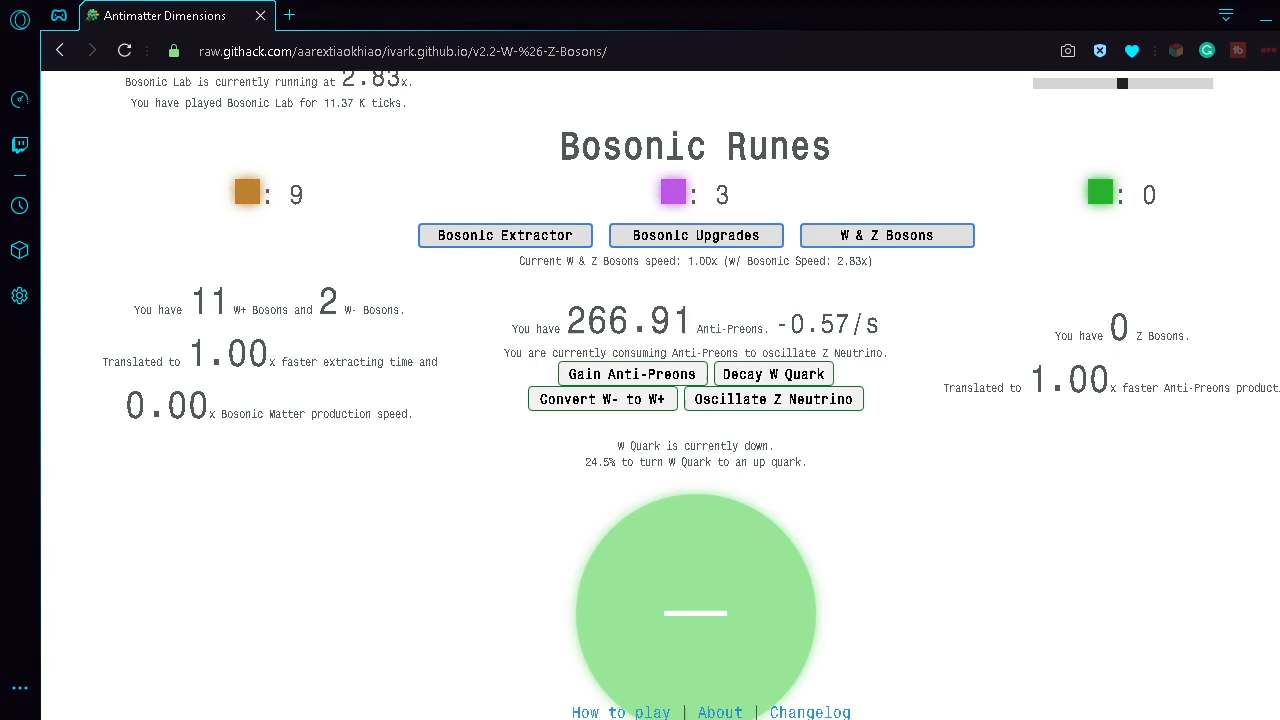 Antimatter Dimensions
raw.githack.com/aarextiaokhiao/ivark.github.io/v2.2-W-%26-Z-Bosons/
Bosonic Lab is currently running at 2.83x.
You have played Bosonic Lab for 11.37 K ticks.
Bosonic Runes
: 9
: 3
: 0
Bosonic Extractor Bosonic Upgrades W & Z Bosons
Current W & Z Bosons speed: 1.00x (w/ Bosonic Speed: 2.83x)
You have 11 W+ Bosons and 2 W- Bosons.
Translated to 1.00x faster extracting time and
0.00x Bosonic Watter production speed.
You have 266.91 Anti-Preons. -0.57/s
You are currently consuming Anti-Preons to oscillate Z Neutrino.
Gain Anti-Preons Decay W Quark
Convert W- to W+ Oscillate Z Neutrino
You have 0 Z Bosons.
Translated to 1.00x faster Anti-Preons producti
W Quark is currently down.
24.5% to turn W Quark to an up quark.
—
How to play | About | Changelog